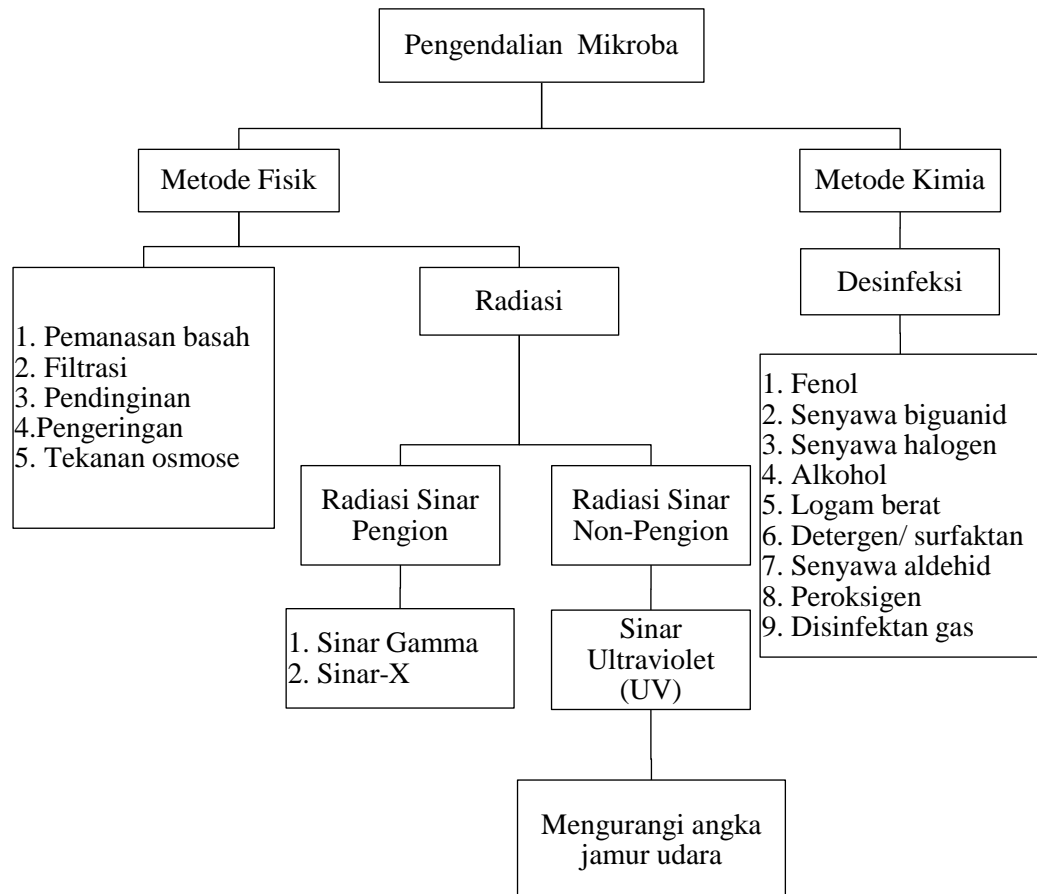 Pengendalian Mikroba
Metode Fisik
Metode Kimia
1. Pemanasan basah
2. Filtrasi
3. Pendinginan
4.Pengeringan
5. Tekanan osmose
Radiasi
Desinfeksi
Radiasi Sinar
Pengion
Radiasi Sinar
Non-Pengion
1. Fenol
2. Senyawa biguanid
3. Senyawa halogen
4. Alkohol
5. Logam berat
6. Detergen/ surfaktan
7. Senyawa aldehid
8. Peroksigen
9. Disinfektan gas
1. Sinar Gamma
2. Sinar-X
Sinar
Ultraviolet
(UV)
Mengurangi angka
jamur udara